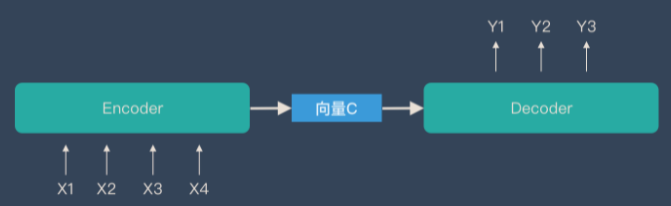 Y1 Y2 Y3
Encoder 向量C Decoder
X1 X2 X3 X4